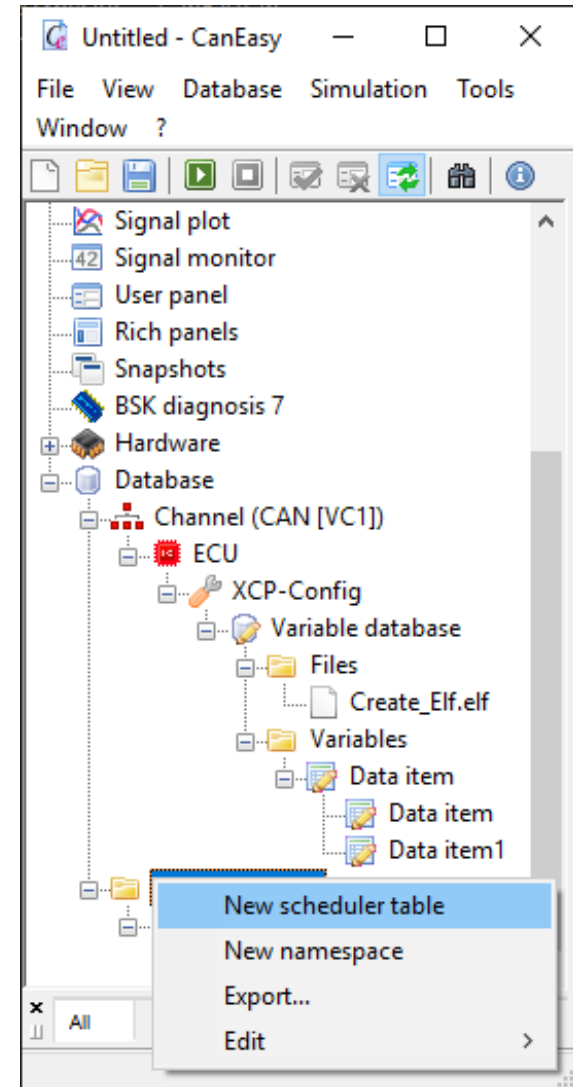 Untitled - CanEasy
File View Database Simulation Tools
Window ?
Signal plot
42 Signal monitor
User panel
Rich panels
Snapshots
BSK diagnosis 7
Hardware
Database
Channel (CAN [VC1])
ECU
XCP-Config
Variable database
Files
Create_Elf.elf
Variables
Data item
Data item
Data item1
New scheduler table
New namespace
Export...
All
Edit